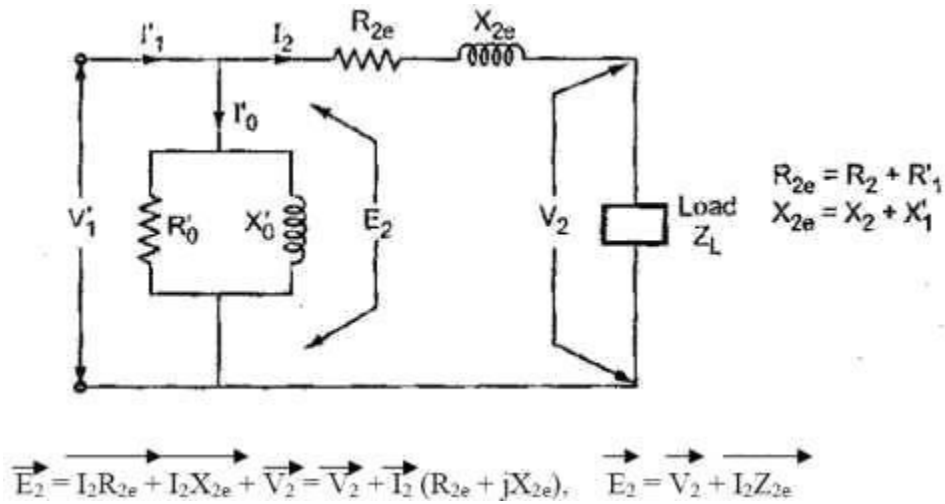 I'1 I2 R2e X2e
I'0
V'1 R'0 X'0 E2 V2 Load ZL
R2e = R2 + R'1
X2e = X2 + X'1
E2 = I2R2e + I2X2e + V2 = V2 + I2 (R2e + jX2e), E2 = V2 + I2Z2e